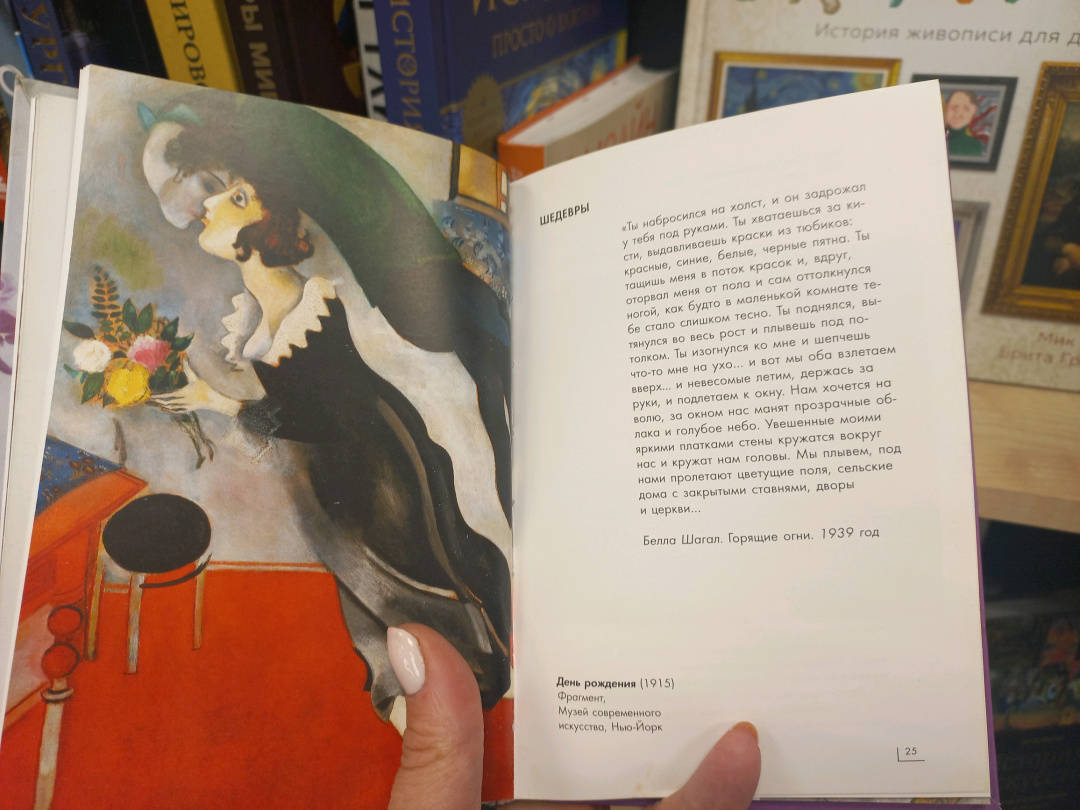 ИСТОРИ
ПРОСТО О ВАЖНОМ
История живописи для д
ШЕДЕВРЫ
«Ты набросился на холст, и он задрожал
у тебя под руками. Ты хватаешься за ки-
сти, выдавливаешь краски из тюбиков:
красные, синие, белые, черные пятна. Ты
тащишь меня в поток красок и, вдруг,
оторвал меня от пола и сам оттолкнулся
ногой, как будто в маленькой комнате те-
бе стало слишком тесно. Ты поднялся, вы-
тянулся во весь рост и плывешь под по-
толком. Ты изогнулся ко мне и шепчешь
что-то мне на ухо... и вот мы оба взлетаем
вверх... и невесомые летим, держась за
руки, и подлетаем к окну. Нам хочется на
волю, за окном нас манят прозрачные об-
лака и голубое небо. Увешенные моими
яркими платками стены кружатся вокруг
нас и кружат нам головы. Мы плывем, под
нами пролетают цветущие поля, сельские
дома с закрытыми ставнями, дворы
и церкви...
Белла Шагал. Горящие огни. 1939 год
День рождения (1915)
Фрагмент,
Музей современного
искусства, Нью-Йорк
25
Мик
Брита Гр